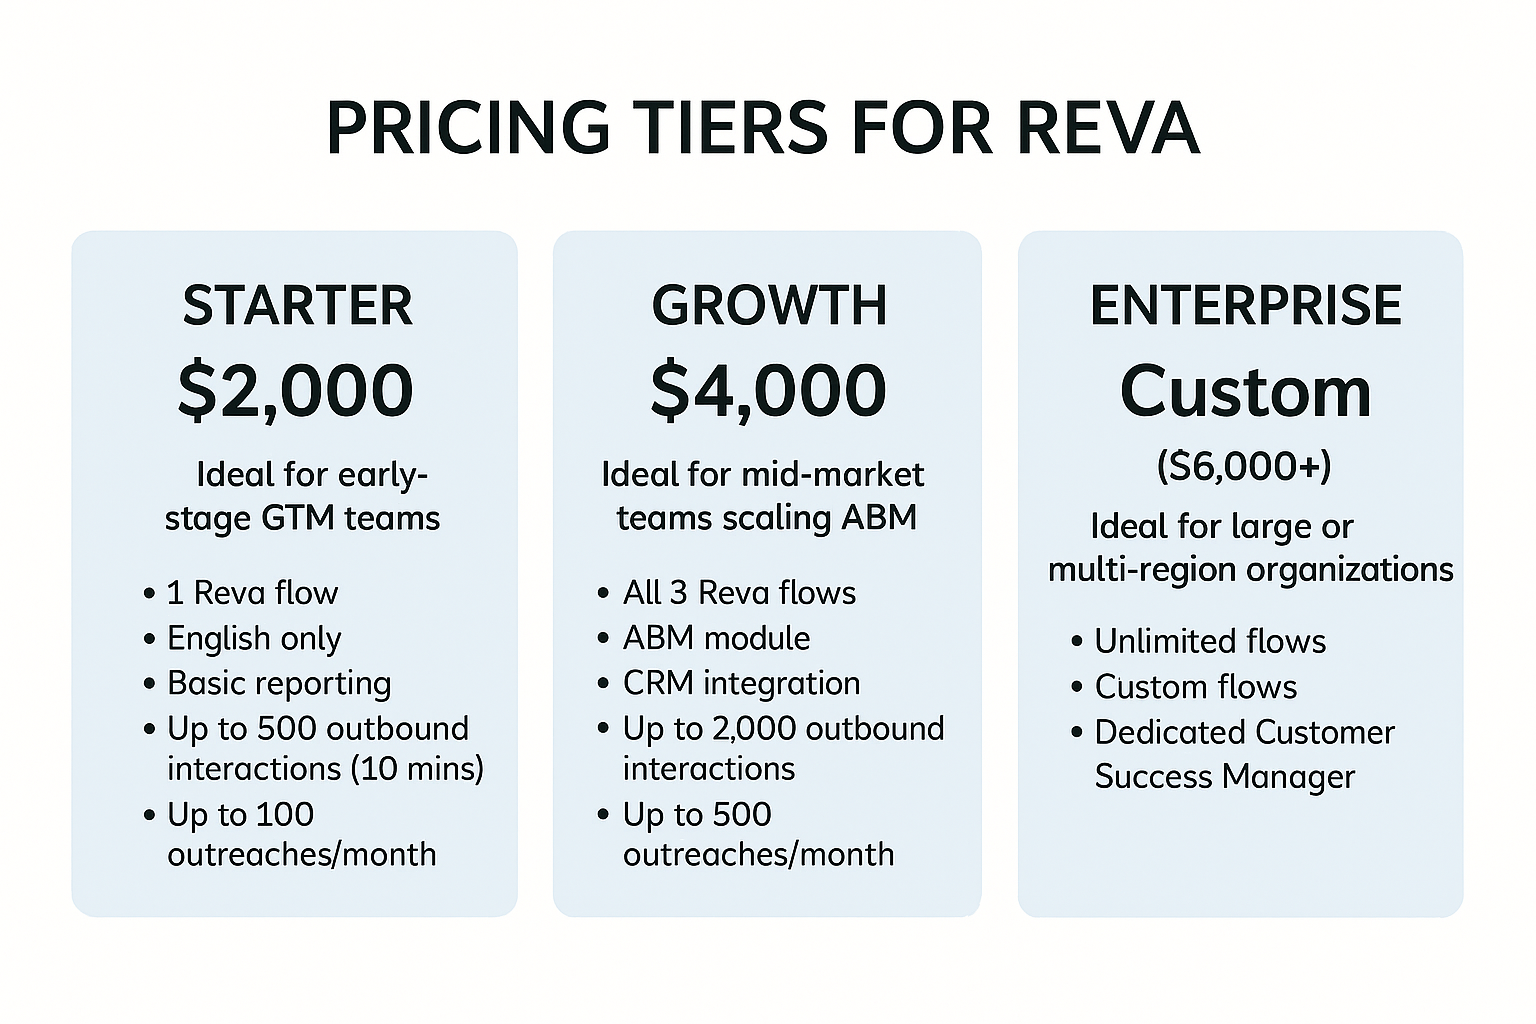 PRICING TIERS FOR REVA
STARTER
$2,000
Ideal for early-
stage GTM teams
• 1 Reva flow
• English only
• Basic reporting
• Up to 500 outbound
interactions (10 mins)
• Up to 100
outreaches/month
GROWTH
$4,000
Ideal for mid-market
teams scaling ABM
• All 3 Reva flows
• ABM module
• CRM integration
• Up to 2,000 outbound
interactions
• Up to 500
outreaches/month
ENTERPRISE
Custom
($6,000+)
Ideal for large or
multi-region organizations
• Unlimited flows
• Custom flows
• Dedicated Customer
Success Manager